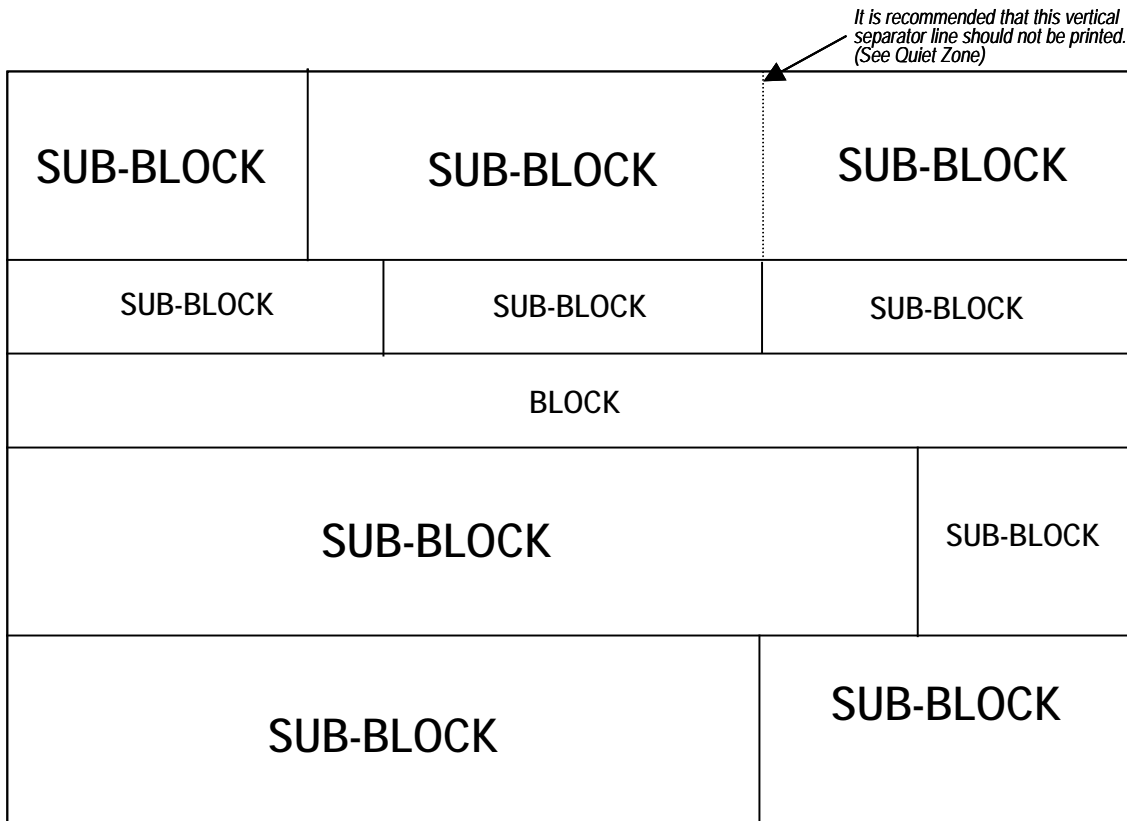 It is recommended that this vertical
separator line should not be printed.
(See Quiet Zone)
SUB-BLOCK
SUB-BLOCK
SUB-BLOCK
SUB-BLOCK
SUB-BLOCK
SUB-BLOCK
BLOCK
SUB-BLOCK
SUB-BLOCK
SUB-BLOCK
SUB-BLOCK